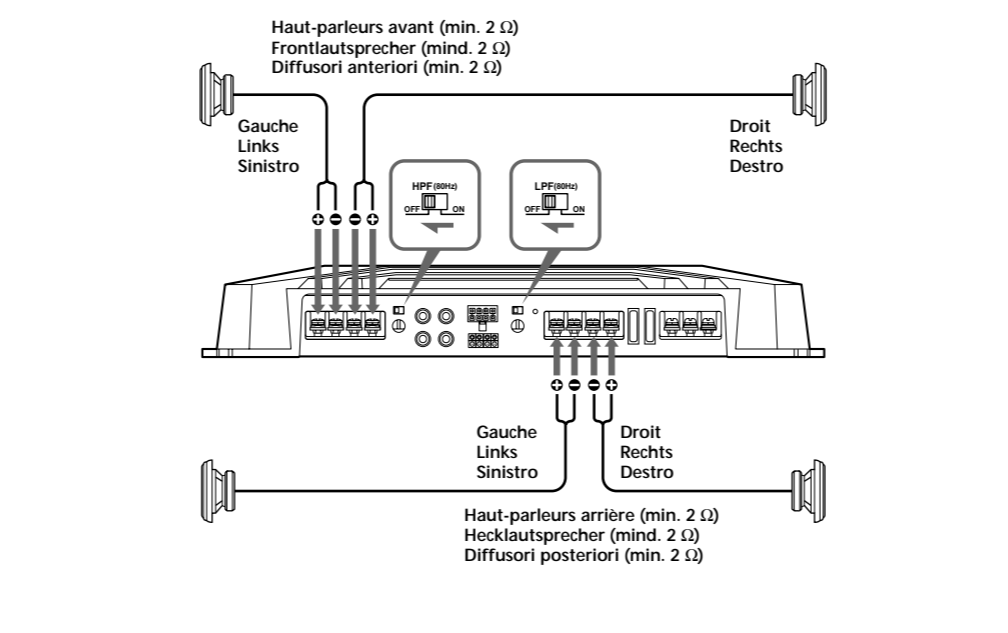 Haut-parleurs avant (min. 2 Ω)
Frontlautsprecher (mind. 2 Ω)
Diffusori anteriori (min. 2 Ω)
Gauche
Links
Sinistro
Droit
Rechts
Destro
HPF(80Hz)
OFF ON
LPF(80Hz)
OFF ON
Gauche
Links
Sinistro
Droit
Rechts
Destro
Haut-parleurs arrière (min. 2 Ω)
Hecklautsprecher (mind. 2 Ω)
Diffusori posteriori (min. 2 Ω)